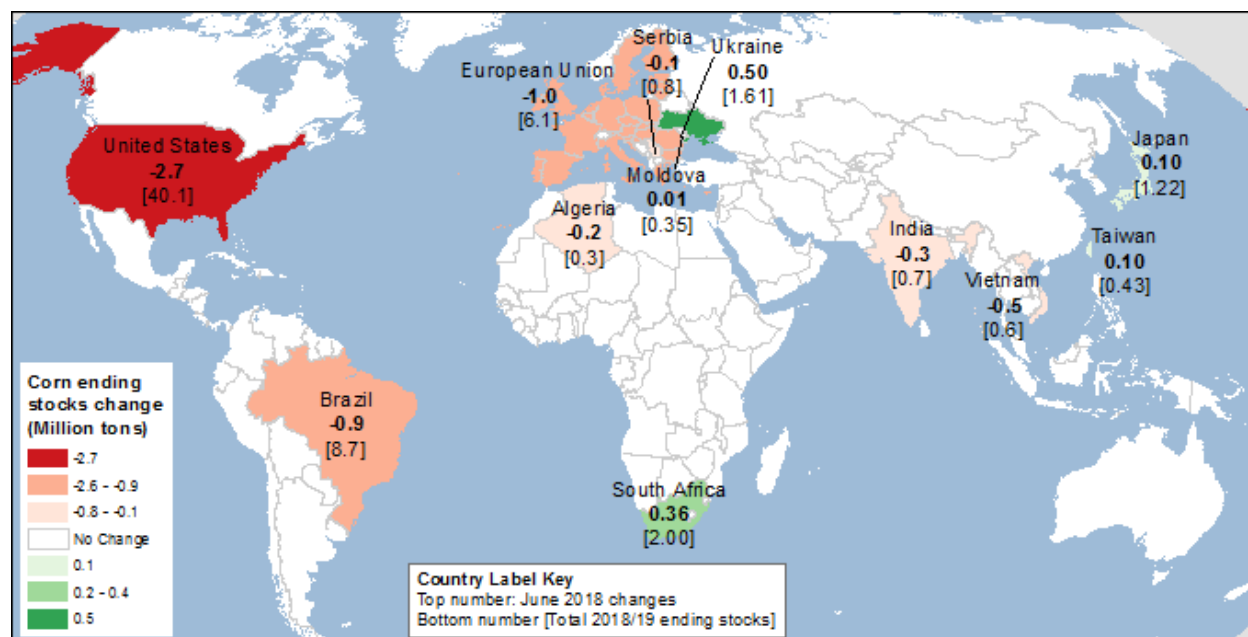 Serbia
-0.1
[0.8]
Ukraine
0.50
[1.61]
European Union
-1.0
[6.1]
United States
-2.7
[40.1]
Japan
0.10
[1.22]
Moldova
0.01
[0.35]
Algeria
-0.2
[0.3]
India
-0.3
[0.7]
Taiwan
0.10
[0.43]
Vietnam
-0.5
[0.6]
Brazil
-0.9
[8.7]
South Africa
0.36
[2.00]
Corn ending
stocks change
(Million tons)
-2.7
-2.6 - -0.9
-0.8 - -0.1
No Change
0.1
0.2 - 0.4
0.5
Country Label Key
Top number: June 2018 changes
Bottom number [Total 2018/19 ending stocks]